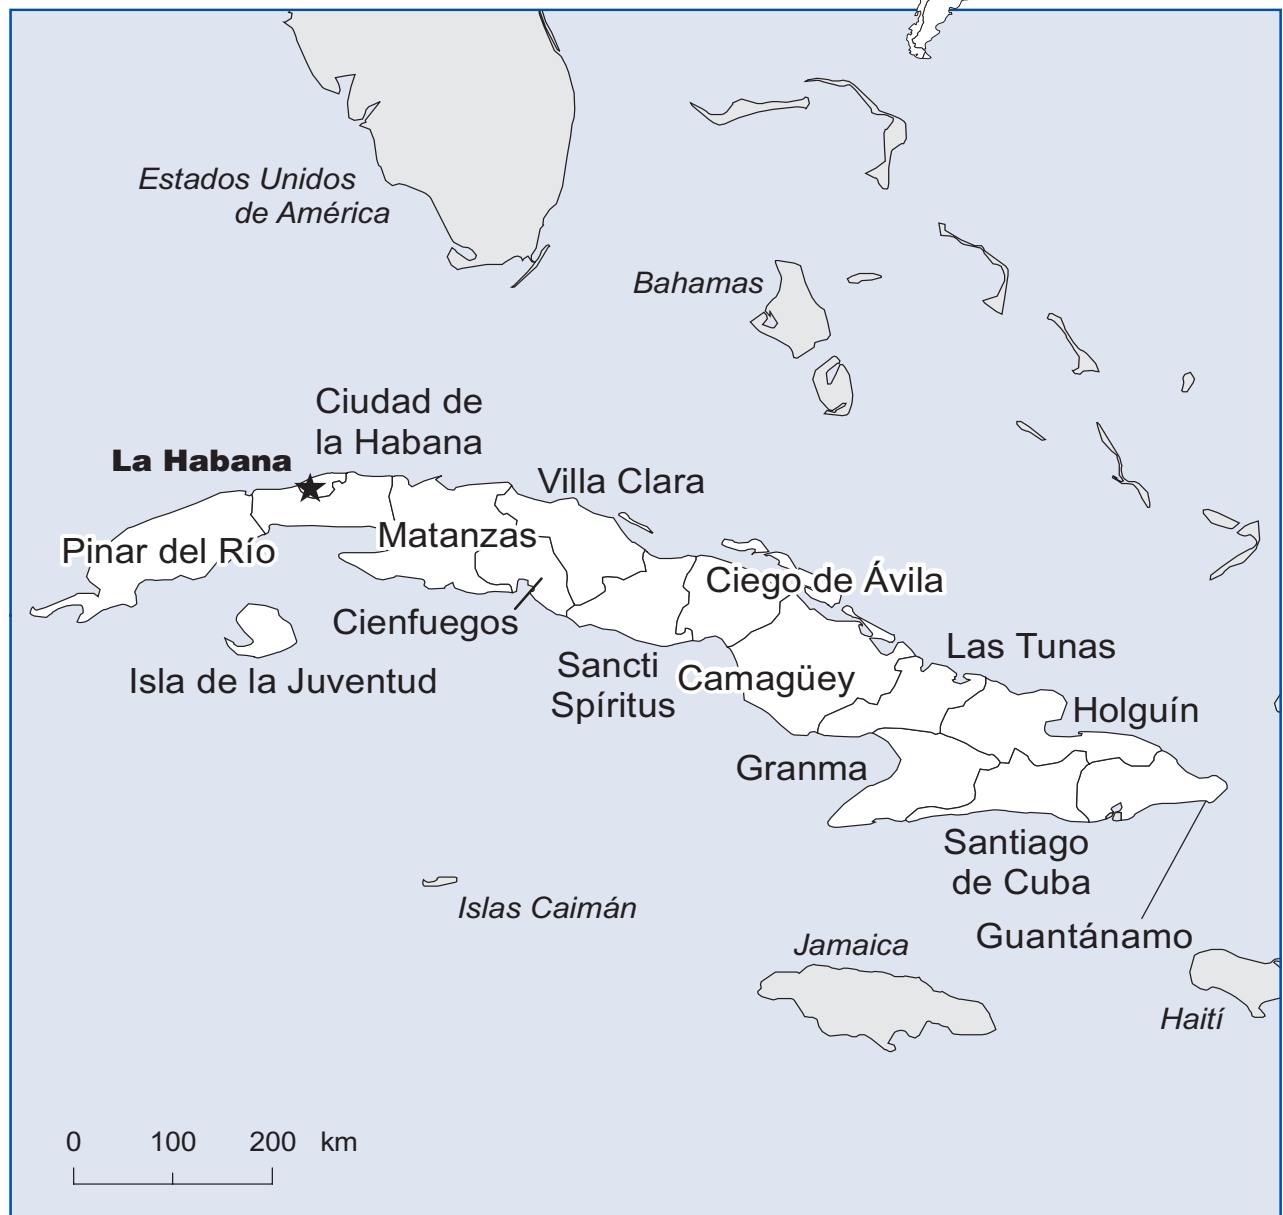 Estados Unidos
de América
Bahamas
Ciudad de
la Habana
La Habana
Villa Clara
Matanzas
Pinar del Río
Ciego de Ávila
Cienfuegos
Las Tunas
Sancti
Spíritus
Camagüey
Isla de la Juventud
Holguín
Granma
Santiago
de Cuba
Islas Caimán
Guantánamo
Jamaica
Haití
0 100 200 km